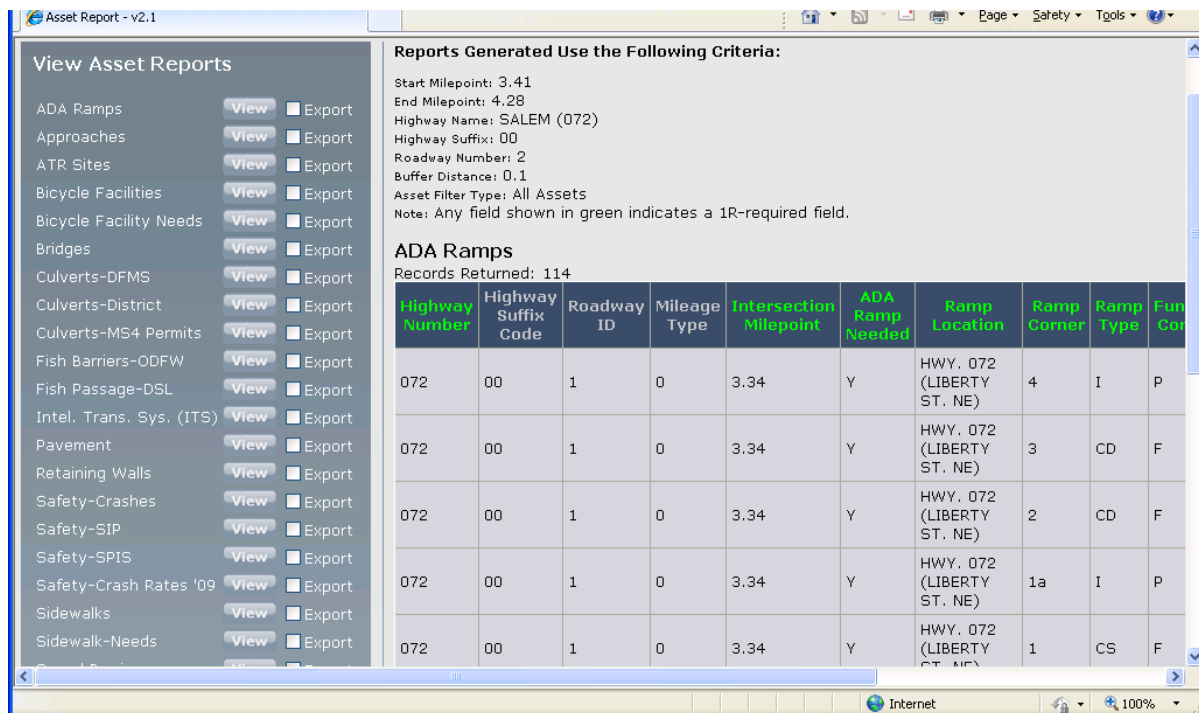 Asset Report - v2.1
Page
Safety
Tools
View Asset Reports
ADA Ramps View Export
Approaches View Export
ATR Sites View Export
Bicycle Facilities View Export
Bicycle Facility Needs View Export
Bridges View Export
Culverts-DFMS View Export
Culverts-District View Export
Culverts-MS4 Permits View Export
Fish Barriers-ODFW View Export
Fish Passage-DSL View Export
Intel. Trans. Sys. (ITS) View Export
Pavement View Export
Retaining Walls View Export
Safety-Crashes View Export
Safety-SIP View Export
Safety-SPIS View Export
Safety-Crash Rates '09 View Export
Sidewalks View Export
Sidewalk-Needs View Export
Reports Generated Use the Following Criteria:
Start Milepoint: 3.41
End Milepoint: 4.28
Highway Name: SALEM (072)
Highway Suffix: 00
Roadway Number: 2
Buffer Distance: 0.1
Asset Filter Type: All Assets
Note: Any field shown in green indicates a 1R-required field.
ADA Ramps
Records Returned: 114
Highway Number
Highway Suffix Code
Roadway ID
Mileage Type
Intersection Milepoint
ADA Ramp Needed
Ramp Location
Ramp Corner
Ramp Type
Fun
Con
072 00 1 0 3.34 Y HWY. 072 (LIBERTY ST. NE) 4 I P
072 00 1 0 3.34 Y HWY. 072 (LIBERTY ST. NE) 3 CD F
072 00 1 0 3.34 Y HWY. 072 (LIBERTY ST. NE) 2 CD F
072 00 1 0 3.34 Y HWY. 072 (LIBERTY ST. NE) 1a I P
072 00 1 0 3.34 Y HWY. 072 (LIBERTY ST. NE) 1 CS F
Internet
100%